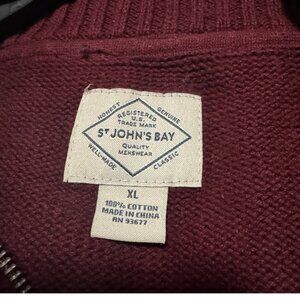 HONEST GENUINE
REGISTERED
U.S.
TRADE MARK
ST JOHN'S BAY
QUALITY
MENSWEAR
WELL-MADE CLASSIC
XL
100% COTTON
MADE IN CHINA
RN 93677